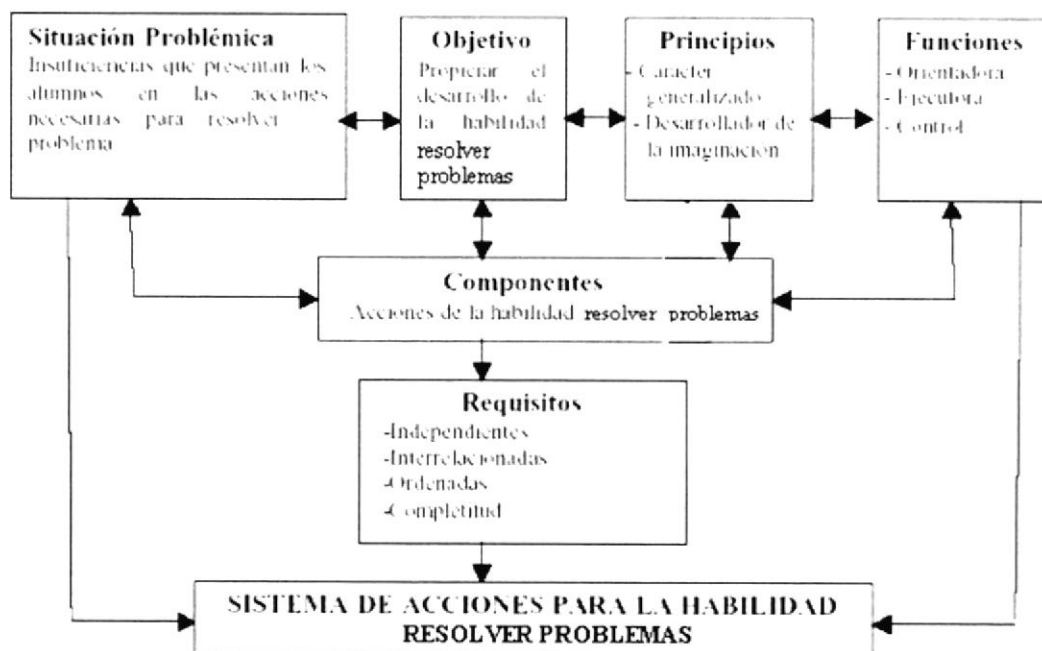 Situación Problémica
Insuficiencias que presentan los
alumnos en las acciones
necesarias para resolver
problema
Objetivo
Propiciar el
desarrollo de
la habilidad
resolver
problemas
Principios
- Carácter
generalizado
- Desarrollador de
la imaginación
Funciones
- Orientadora
- Ejecutora
- Control
Componentes
Acciones de la habilidad resolver problemas
Requisitos
-Independientes
-Interrelacionadas
-Ordenadas
-Completitud
SISTEMA DE ACCIONES PARA LA HABILIDAD
RESOLVER PROBLEMAS